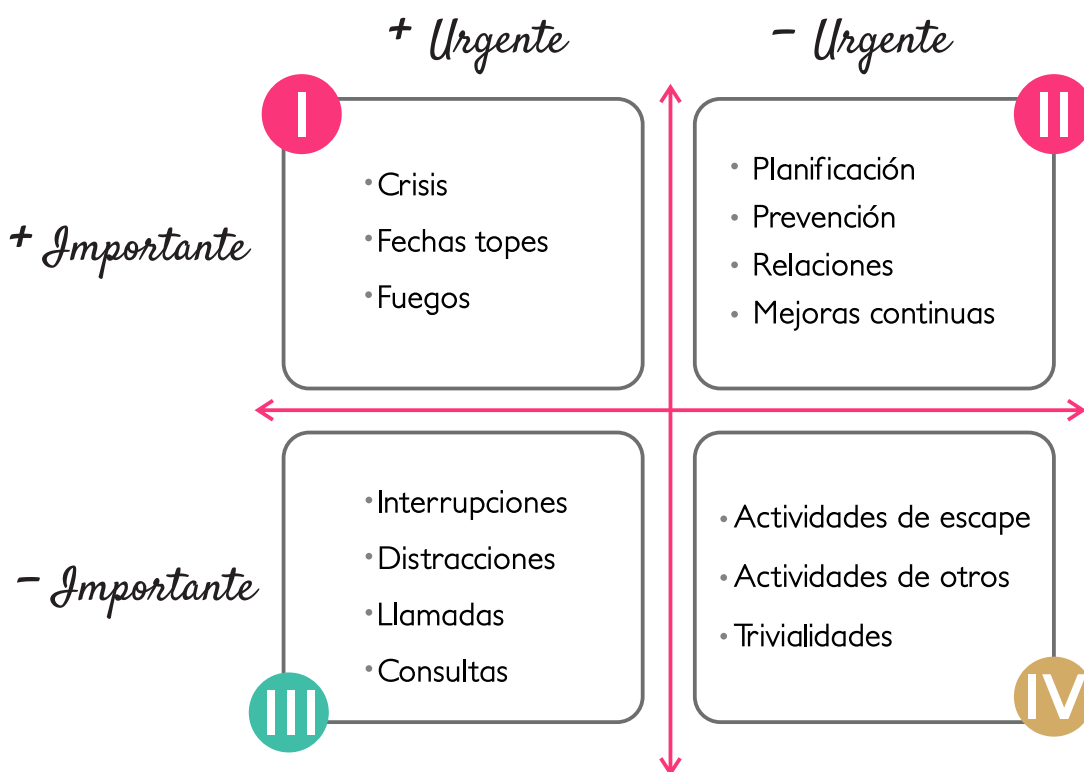 + Urgente
- Urgente
I
II
+ Importante
• Crisis
• Fechas topes
• Fuegos
• Planificación
• Prevención
• Relaciones
• Mejoras continuas
- Importante
• Interrupciones
• Distracciones
• Llamadas
• Consultas
• Actividades de escape
• Actividades de otros
• Trivialidades
III
IV